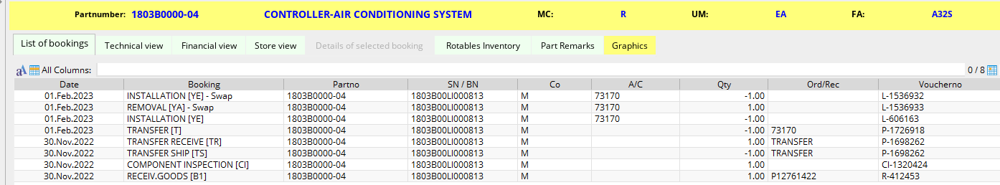 Partnumber: 1803B0000-04 CONTROLLER-AIR CONDITIONING SYSTEM MC: R UM: EA FA: A32S
List of bookings Technical view Financial view Store view Details of selected booking Rotables Inventory Part Remarks Graphics
All Columns: 0 / 8
Date Booking Partno SN / BN Co A/C Qty Ord/Rec Voucherno
01.Feb.2023 INSTALLATION [YE] - Swap 1803B0000-04 1803B00LI000813 M 73170 -1.00 L-1536932
01.Feb.2023 REMOVAL [YA] - Swap 1803B0000-04 1803B00LI000813 M 73170 1.00 L-1536933
01.Feb.2023 INSTALLATION [YE] 1803B0000-04 1803B00LI000813 M 73170 -1.00 L-606163
01.Feb.2023 TRANSFER [T] 1803B0000-04 1803B00LI000813 M -1.00 73170 P-1726918
30.Nov.2022 TRANSFER RECEIVE [TR] 1803B0000-04 1803B00LI000813 M 1.00 TRANSFER P-1698262
30.Nov.2022 TRANSFER SHIP [TS] 1803B0000-04 1803B00LI000813 M -1.00 TRANSFER P-1698262
30.Nov.2022 COMPONENT INSPECTION [CI] 1803B0000-04 1803B00LI000813 M 1.00 CI-1320424
30.Nov.2022 RECEIV.GOODS [B1] 1803B0000-04 1803B00LI000813 M 1.00 P12761422 R-412453